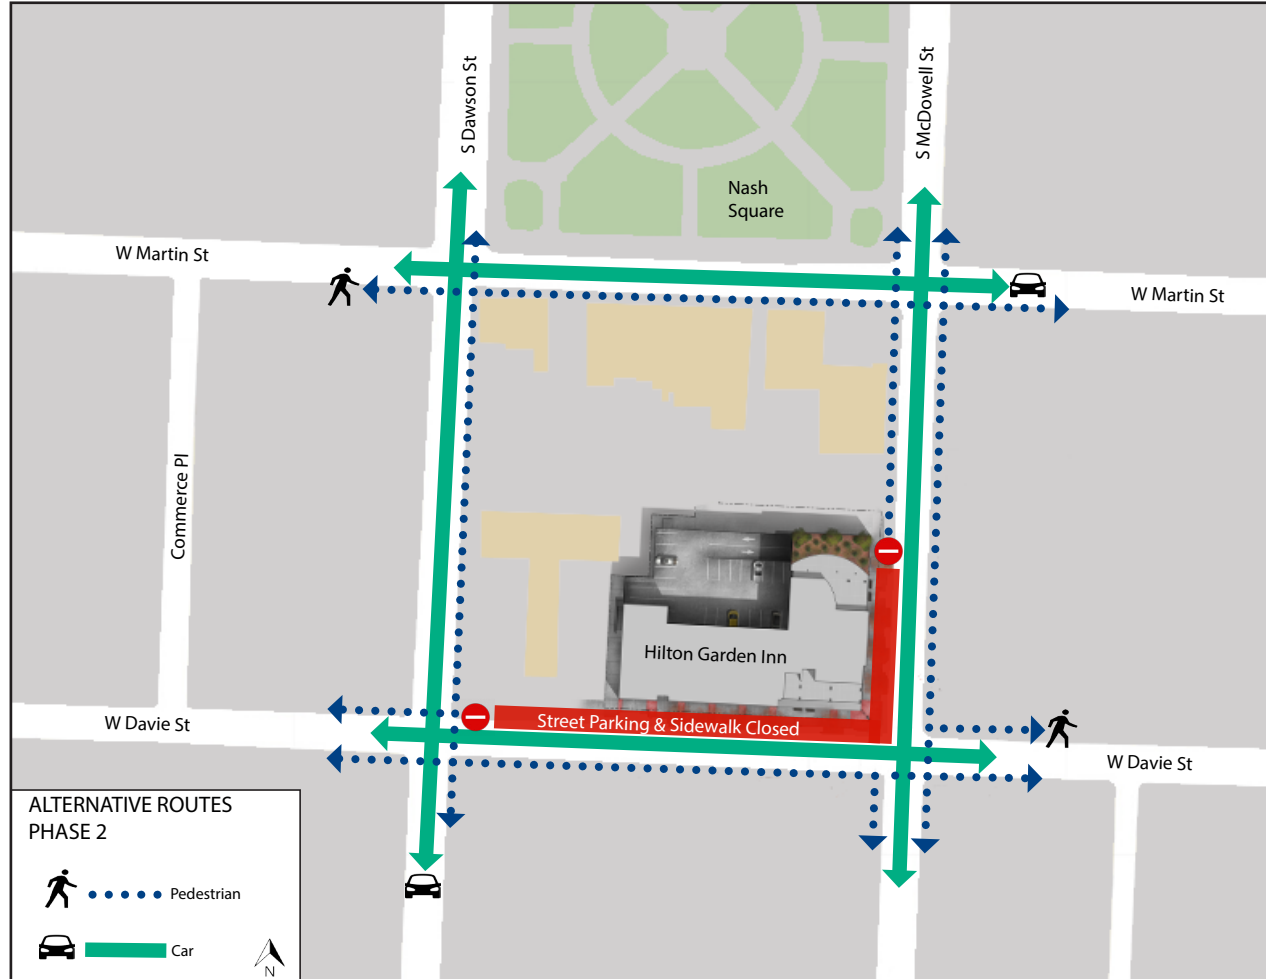 S Dawson St
S McDowell St
Nash
Square
W Martin St
W Martin St
Commerce Pl
Hilton Garden Inn
Street Parking & Sidewalk Closed
W Davie St
W Davie St
ALTERNATIVE ROUTES
PHASE 2
Pedestrian
Car
N